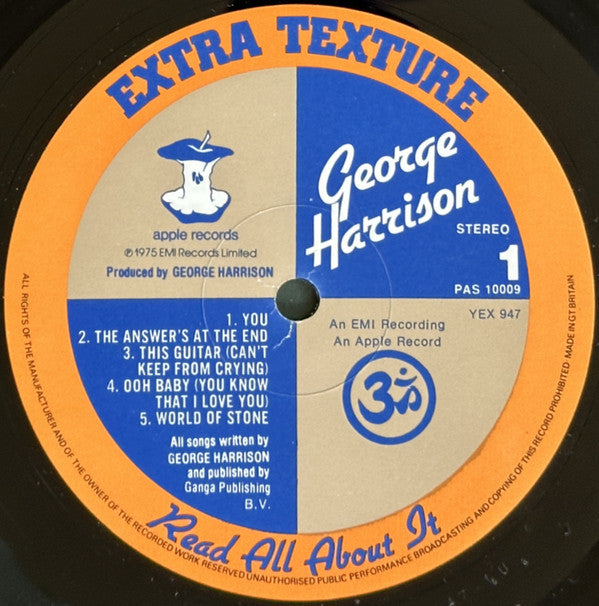 EXTRA TEXTURE
George
Harrison
apple records
℗1975 EMI Records Limited
Produced by GEORGE HARRISON
STEREO
1
PAS 10009
1. YOU
2. THE ANSWER'S AT THE END
3. THIS GUITAR (CAN'T
KEEP FROM CRYING)
4. OOH BABY (YOU KNOW
THAT I LOVE YOU)
5. WORLD OF STONE
All songs written by
GEORGE HARRISON
and published by
Ganga Publishing
B.V.
YEX 947
An EMI Recording
An Apple Record
ॐ
Read All About It
ALL RIGHTS OF THE MANUFACTURER AND OF THE OWNER OF THE RECORDED WORK RESERVED UNAUTHORISED PUBLIC PERFORMANCE BROADCASTING AND COPYING OF THIS RECORD PROHIBITED MADE IN GT BRITAIN